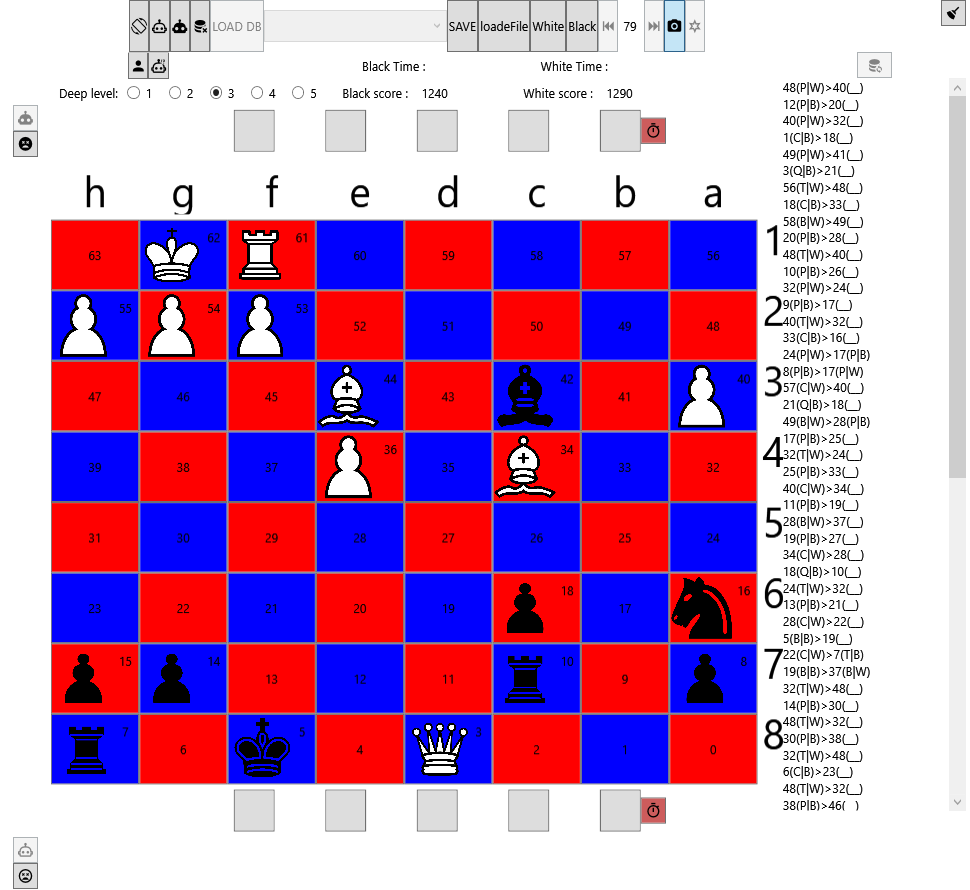 LOAD DB SAVE loadeFile White Black 79
Black Time : White Time :
Deep level: 1 2 3 4 5 Black score : 1240 White score : 1290
h g f e d c b a
63 62 61 60 59 58 57 56 1
55 54 53 52 51 50 49 48 2
47 46 45 44 43 42 41 40 3
39 38 37 36 35 34 33 32 4
31 30 29 28 27 26 25 24 5
23 22 21 20 19 18 17 16 6
15 14 13 12 11 10 9 8 7
7 6 5 4 3 2 1 0 8
48(P|W)>40(__)
12(P|B)>20(__)
40(P|W)>32(__)
1(C|B)>18(__)
49(P|W)>41(__)
3(Q|B)>21(__)
56(T|W)>48(__)
18(C|B)>33(__)
58(B|W)>49(__)
20(P|B)>28(__)
48(T|W)>40(__)
10(P|B)>26(__)
32(P|W)>24(__)
9(P|B)>17(__)
40(T|W)>32(__)
33(C|B)>16(__)
24(P|W)>17(P|B)
8(P|B)>17(P|W)
57(C|W)>40(__)
21(Q|B)>18(__)
49(B|W)>28(P|B)
17(P|B)>25(__)
32(T|W)>24(__)
25(P|B)>33(__)
40(C|W)>34(__)
11(P|B)>19(__)
28(B|W)>37(__)
19(P|B)>27(__)
34(C|W)>28(__)
18(Q|B)>10(__)
24(T|W)>32(__)
13(P|B)>21(__)
28(C|W)>22(__)
5(B|B)>19(__)
22(C|W)>7(T|B)
19(B|B)>37(B|W)
32(T|W)>48(__)
14(P|B)>30(__)
48(T|W)>32(__)
30(P|B)>38(__)
32(T|W)>48(__)
6(C|B)>23(__)
48(T|W)>32(__)
38(P|B)>46(__)